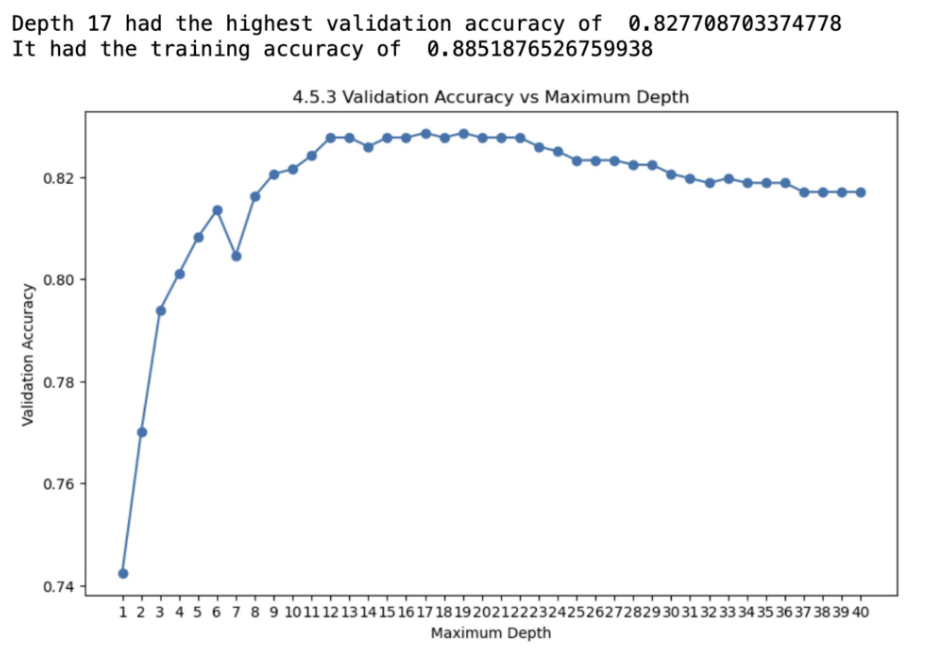 Depth 17 had the highest validation accuracy of  0.827708703374778
It had the training accuracy of  0.8851876526759938
4.5.3 Validation Accuracy vs Maximum Depth
Validation Accuracy
0.82
0.80
0.78
0.76
0.74
1 2 3 4 5 6 7 8 9 10 11 12 13 14 15 16 17 18 19 20 21 22 23 24 25 26 27 28 29 30 31 32 33 34 35 36 37 38 39 40
Maximum Depth